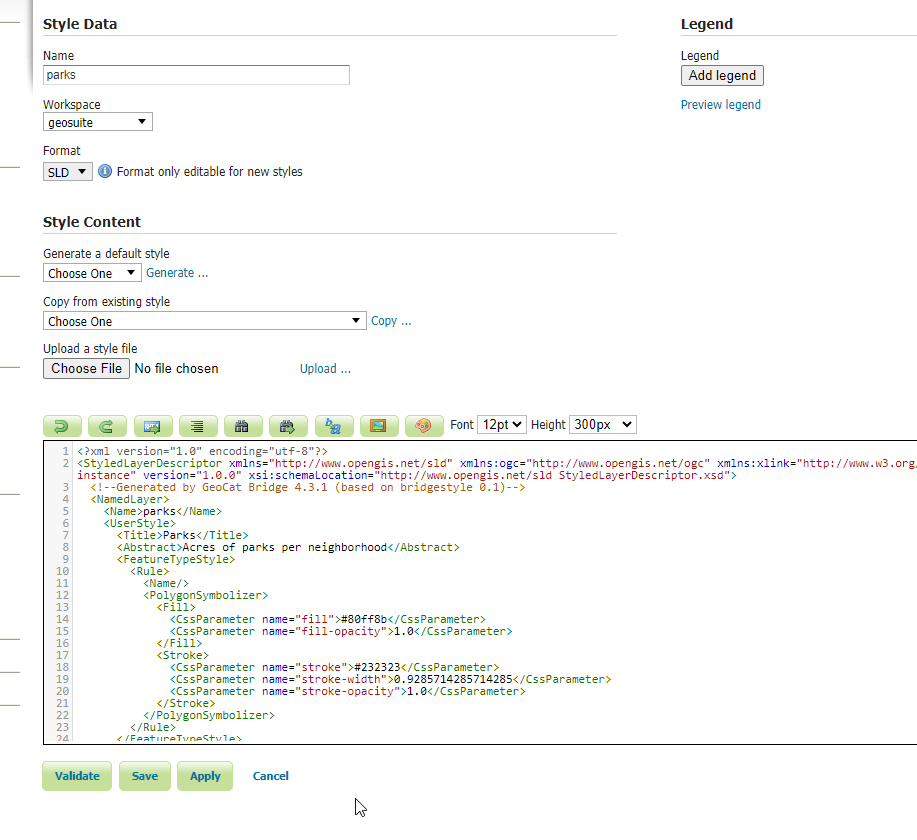 Style Data
Name
parks
Workspace
geosuite
Format
SLD
Format only editable for new styles
Legend
Legend
Add legend
Preview legend
Style Content
Generate a default style
Choose One Generate ...
Copy from existing style
Choose One Copy ...
Upload a style file
Choose File No file chosen Upload ...
Font 12pt Height 300px
1 <?xml version="1.0" encoding="utf-8"?>
2 <StyledLayerDescriptor xmlns="http://www.opengis.net/sld" xmlns:ogc="http://www.opengis.net/ogc" xmlns:xlink="http://www.w3.org/
instance" version="1.0.0" xsi:schemaLocation="http://www.opengis.net/sld StyledLayerDescriptor.xsd">
3 <!--Generated by GeoCat Bridge 4.3.1 (based on bridgestyle 0.1)-->
4 <NamedLayer>
5 <Name>parks</Name>
6 <UserStyle>
7 <Title>Parks</Title>
8 <Abstract>Acres of parks per neighborhood</Abstract>
9 <FeatureTypeStyle>
10 <Rule>
11 <Name/>
12 <PolygonSymbolizer>
13 <Fill>
14 <CssParameter name="fill">#80ff8b</CssParameter>
15 <CssParameter name="fill-opacity">1.0</CssParameter>
16 </Fill>
17 <Stroke>
18 <CssParameter name="stroke">#232323</CssParameter>
19 <CssParameter name="stroke-width">0.9285714285714285</CssParameter>
20 <CssParameter name="stroke-opacity">1.0</CssParameter>
21 </Stroke>
22 </PolygonSymbolizer>
23 </Rule>
24 </FeatureTypeStyle>
Validate Save Apply Cancel